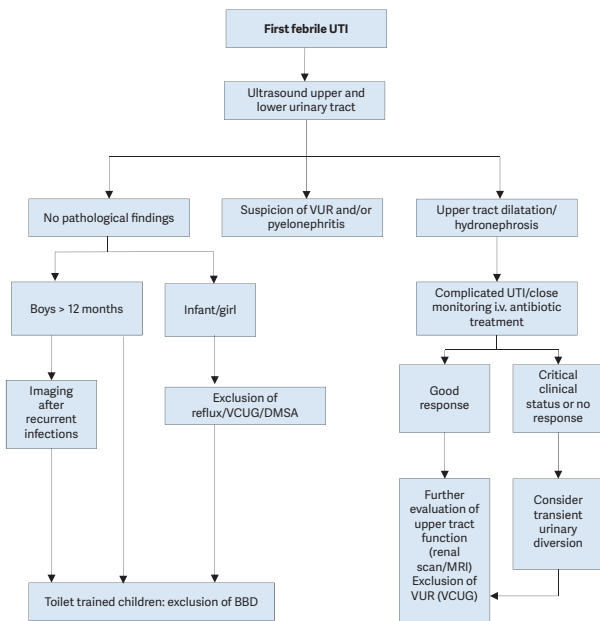 First febrile UTI
Ultrasound upper and
lower urinary tract
No pathological findings
Suspicion of VUR and/or
pyelonephritis
Upper tract dilatation/
hydronephrosis
Boys > 12 months
Infant/girl
Complicated UTI/close
monitoring i.v. antibiotic
treatment
Imaging
after
recurrent
infections
Exclusion of
reflux/VCUG/DMSA
Good
response
Critical
clinical
status or no
response
Further
evaluation of
upper tract
function
(renal
scan/MRI)
Exclusion of
VUR (VCUG)
Consider
transient
urinary
diversion
Toilet trained children: exclusion of BBD